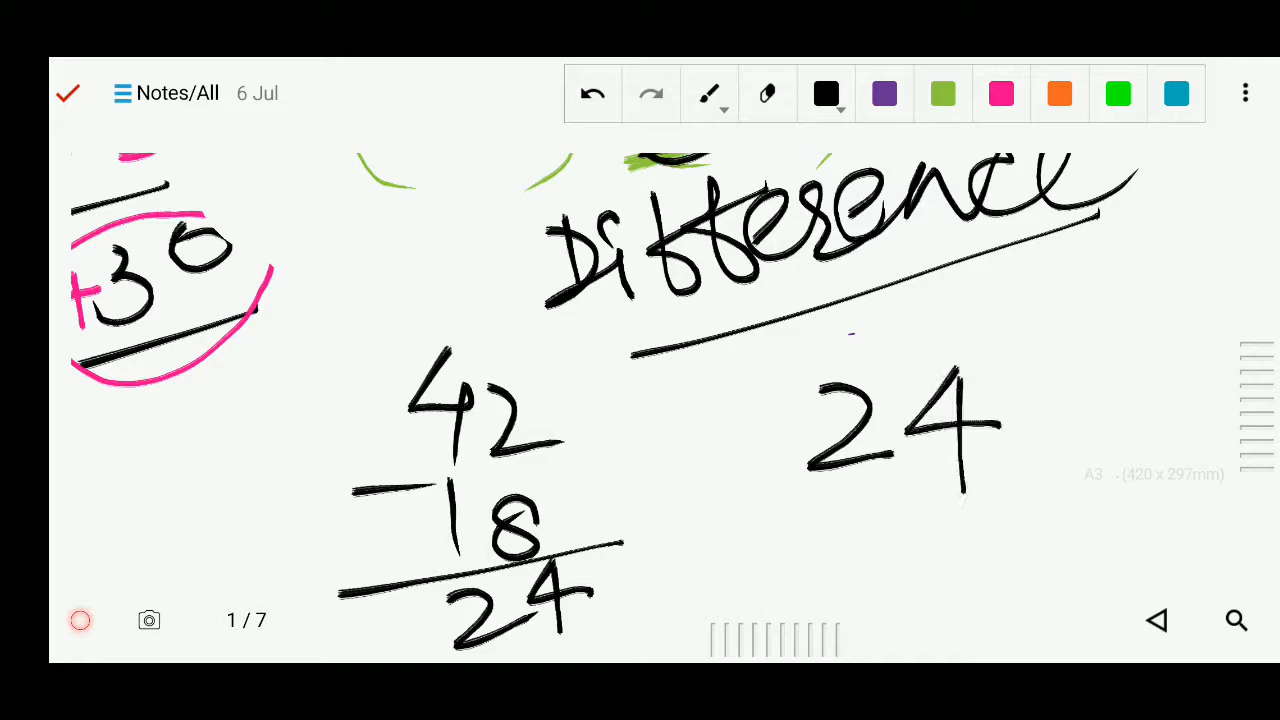 Notes/All 6 Jul
Difference
+30
42
24
-18
A3 .(420 x 297mm)
24
1 / 7